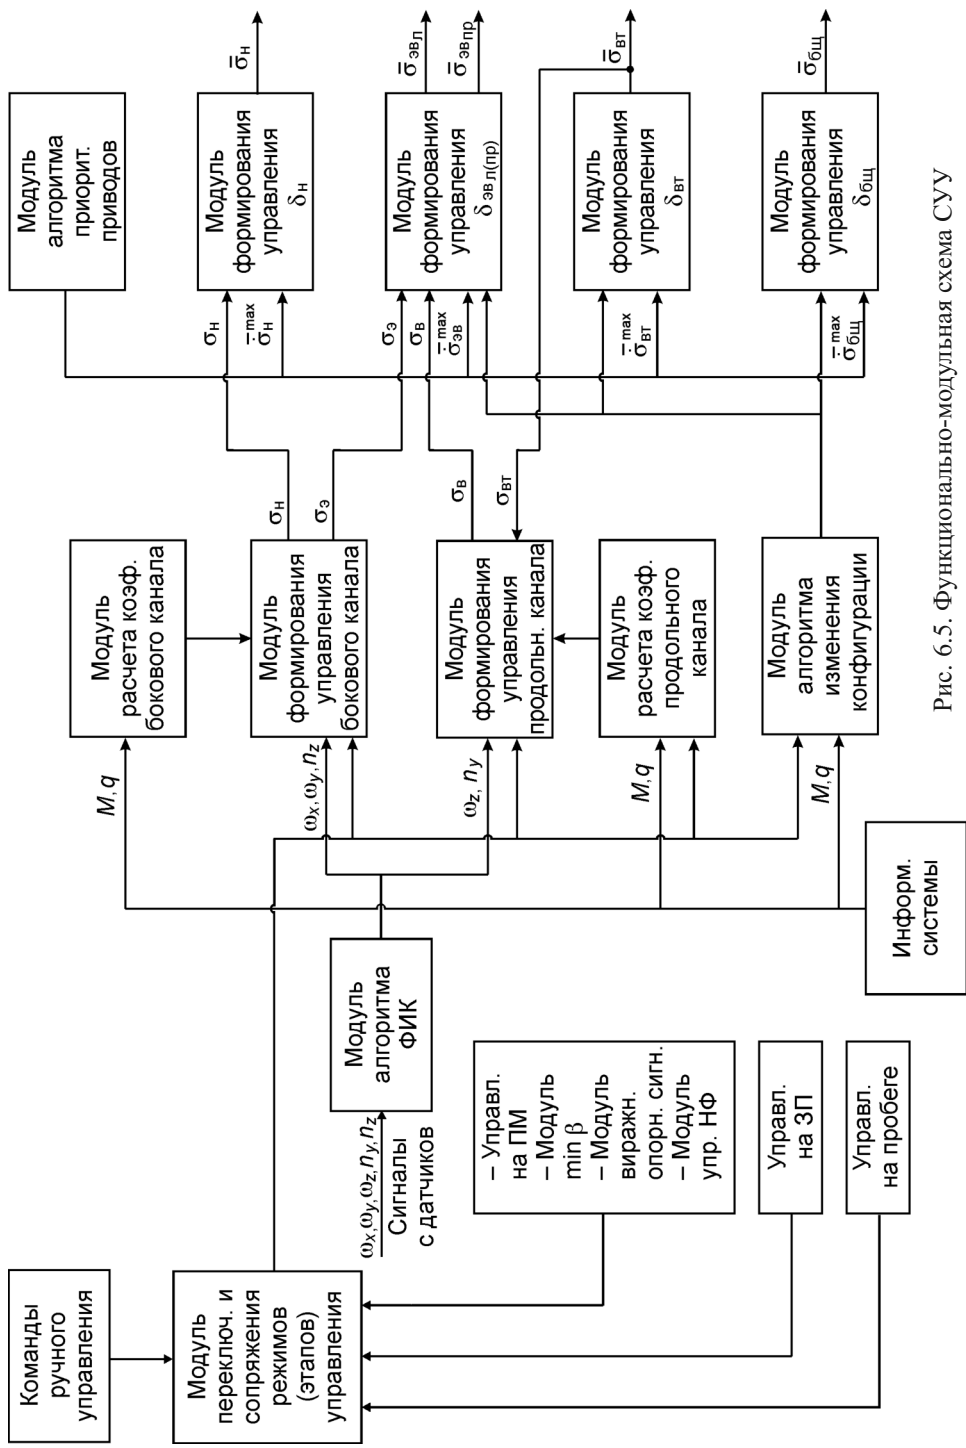 Команды
ручного
управления
Модуль
переключ. и
сопряжения
режимов
(этапов)
управления
ωx,ωy,ωz,ny,nz
Сигналы
с датчиков
– Управл.
на ПМ
– Модуль
min β
– Модуль
виражн.
опорн. сигн.
– Модуль
упр. НФ
Управл.
на ЗП
Управл.
на пробеге
Модуль
алгоритма
ФИК
Информ.
системы
M,q
ωx,ωy,nz
ωz, ny
M,q
M,q
Модуль
расчета коэф.
бокового канала
Модуль
формирования
управления
бокового канала
Модуль
формирования
управления
продольн. канала
Модуль
расчета коэф.
продольного
канала
Модуль
алгоритма
изменения
конфигурации
σн
σэ
σв
σ̅вт
σн
σ̇̅н max
σэ
σв
σ̇̅эв max
σ̇̅вт max
σ̇̅бщ max
Модуль
алгоритма
приорит.
приводов
Модуль
формирования
управления
δн
Модуль
формирования
управления
δэв л(пр)
Модуль
формирования
управления
δвт
Модуль
формирования
управления
δбщ
σ̅н
σ̅эвл
σ̅эвпр
σ̅вт
σ̅бщ
Рис. 6.5. Функционально-модульная схема СУУ